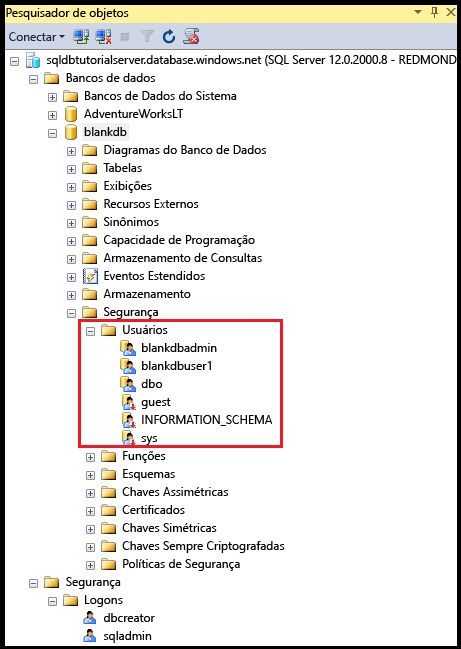 Pesquisador de objetos
Conectar
sqldbtutorialserver.database.windows.net (SQL Server 12.0.2000.8 - REDMOND
Bancos de dados
Bancos de Dados do Sistema
AdventureWorksLT
blankdb
Diagramas do Banco de Dados
Tabelas
Exibições
Recursos Externos
Sinônimos
Capacidade de Programação
Armazenamento de Consultas
Eventos Estendidos
Armazenamento
Segurança
Usuários
blankdbadmin
blankdbuser1
dbo
guest
INFORMATION_SCHEMA
sys
Funções
Esquemas
Chaves Assimétricas
Certificados
Chaves Simétricas
Chaves Sempre Criptografadas
Políticas de Segurança
Segurança
Logons
dbcreator
sqladmin